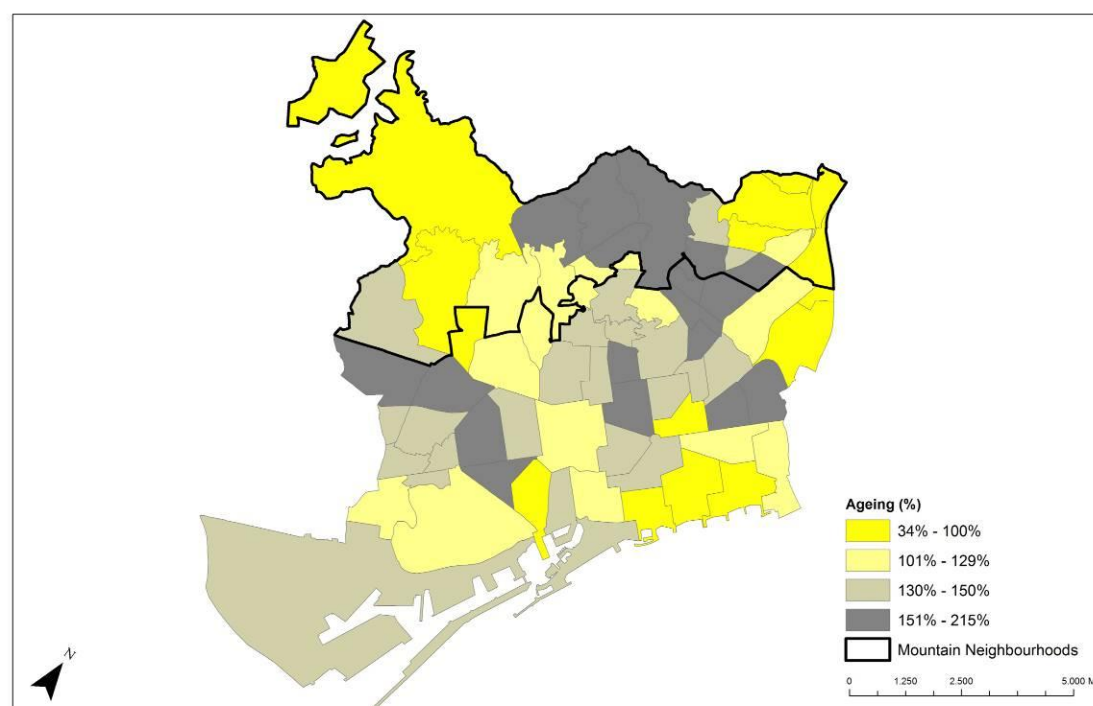 Ageing (%)
34% - 100%
101% - 129%
130% - 150%
151% - 215%
Mountain Neighbourhoods
N
0 1.250 2.500 5.000 M